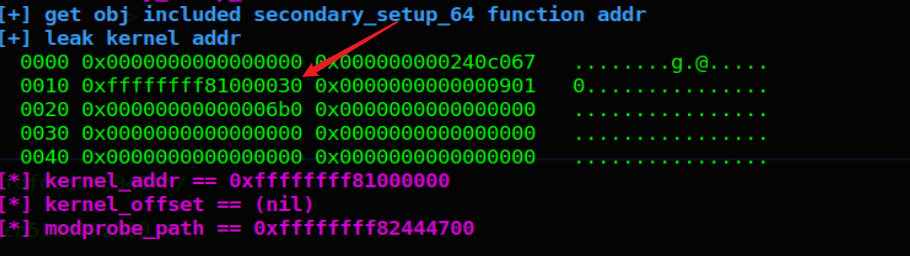 [+] get obj included secondary_setup_64 function addr
[+] leak kernel addr
0000 0x0000000000000000 0x000000000240c067 ........g.@.....
0010 0xffffffff81000030 0x0000000000000901 0...............
0020 0x00000000000006b0 0x0000000000000000 ................
0030 0x0000000000000000 0x0000000000000000 ................
0040 0x0000000000000000 0x0000000000000000 ................
[*] kernel_addr == 0xffffffff81000000
[*] kernel_offset == (nil)
[*] modprobe_path == 0xffffffff82444700